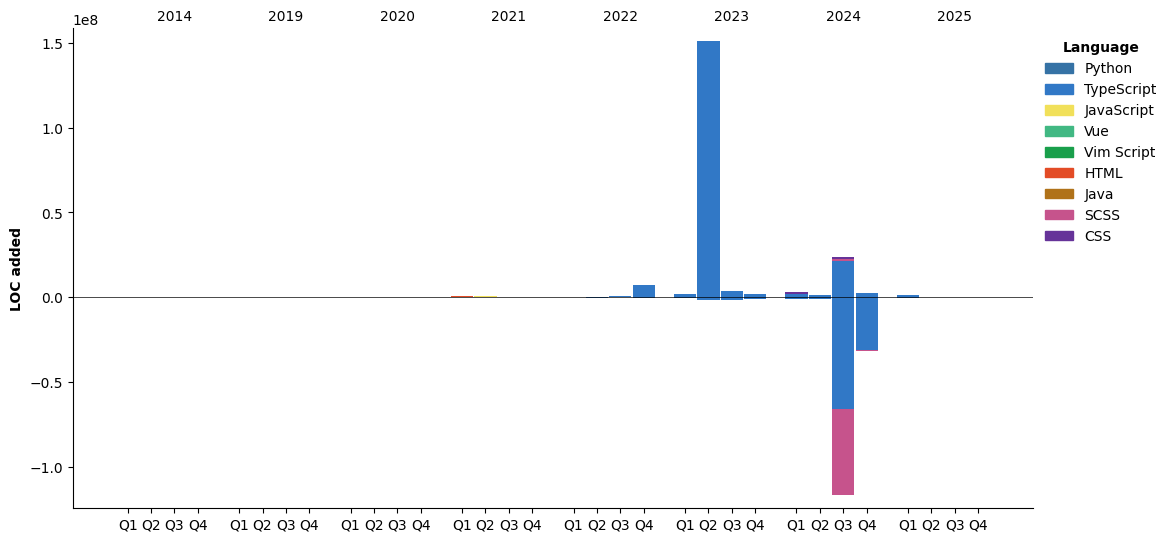 1e8
2014 2019 2020 2021 2022 2023 2024 2025
LOC added
1.5
1.0
0.5
0.0
−0.5
−1.0
Q1 Q2 Q3 Q4 Q1 Q2 Q3 Q4 Q1 Q2 Q3 Q4 Q1 Q2 Q3 Q4 Q1 Q2 Q3 Q4 Q1 Q2 Q3 Q4 Q1 Q2 Q3 Q4 Q1 Q2 Q3 Q4
Language
Python
TypeScript
JavaScript
Vue
Vim Script
HTML
Java
SCSS
CSS